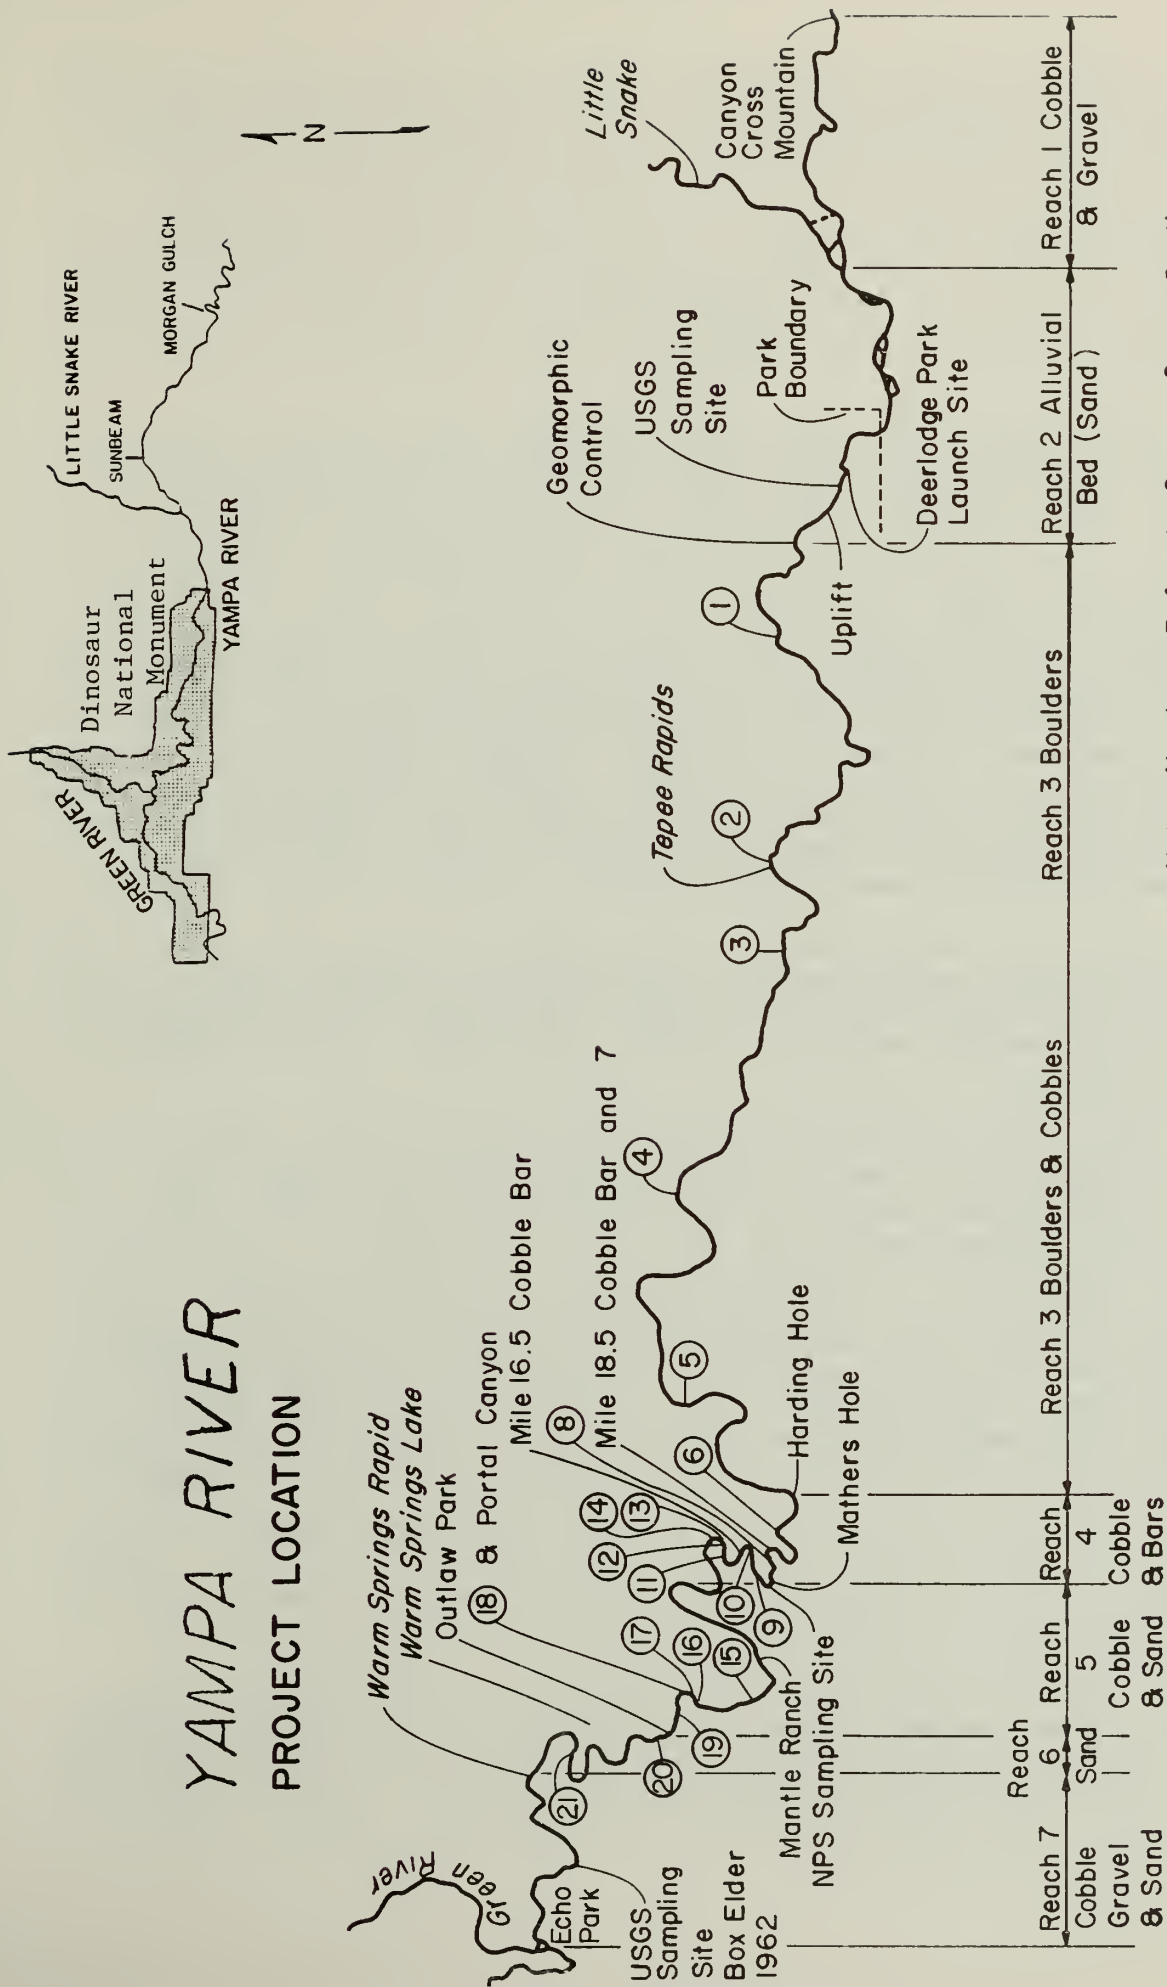 YAMPA RIVER
PROJECT LOCATION
GREEN RIVER
Dinosaur
National
Monument
YAMPA RIVER
LITTLE SNAKE RIVER
SUNBEAM
MORGAN GULCH
N
Green River
Echo
Park
USGS
Sampling
Site
Box Elder
1962
Warm Springs Rapid
Warm Springs Lake
Outlaw Park
18 & Portal Canyon
Mile 16.5 Cobble Bar
8
Mile 18.5 Cobble Bar and 7
21
20
19
17
16
15
14
13
12
11
10
9
6
5
4
3
2
1
Mantle Ranch
NPS Sampling Site
Mathers Hole
Harding Hole
Tepee Rapids
Uplift
Geomorphic
Control
USGS
Sampling
Site
Park
Boundary
Deerlodge Park
Launch Site
Little
Snake
Canyon
Cross
Mountain
Reach 7
Cobble
Gravel
& Sand
Reach
6
Sand
Reach
5
Cobble
& Sand
Reach
4
Cobble
& Bars
Reach 3 Boulders & Cobbles
Reach 3 Boulders
Reach 2 Alluvial
Bed (Sand)
Reach 1 Cobble
& Gravel